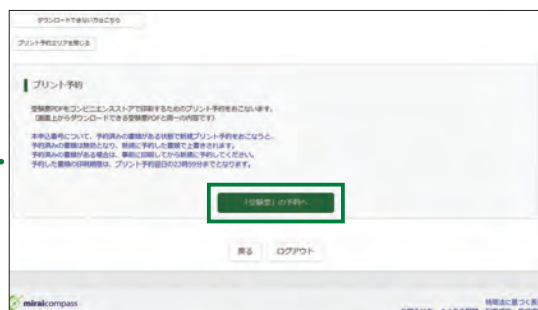 ダウンロードできない方はこちら
プリント予約エリアを閉じる
プリント予約
受験票PDFをコンビニエンスストアで印刷するためのプリント予約をおこないます。
（画面上からダウンロードできる受験票PDFと同一の内容です）
本申込番号について、予約済みの書類がある状態で新規プリント予約をおこなうと、
予約済みの書類は無効となり、新規に予約した書類で上書きされます。
予約済みの書類がある場合は、事前に印刷してから新規に予約してください。
予約した書類の印刷期限は、プリント予約翌日の23時59分までとなります。
「受験票」の予約へ
戻る ログアウト
miraicompass
特商法に基づく表